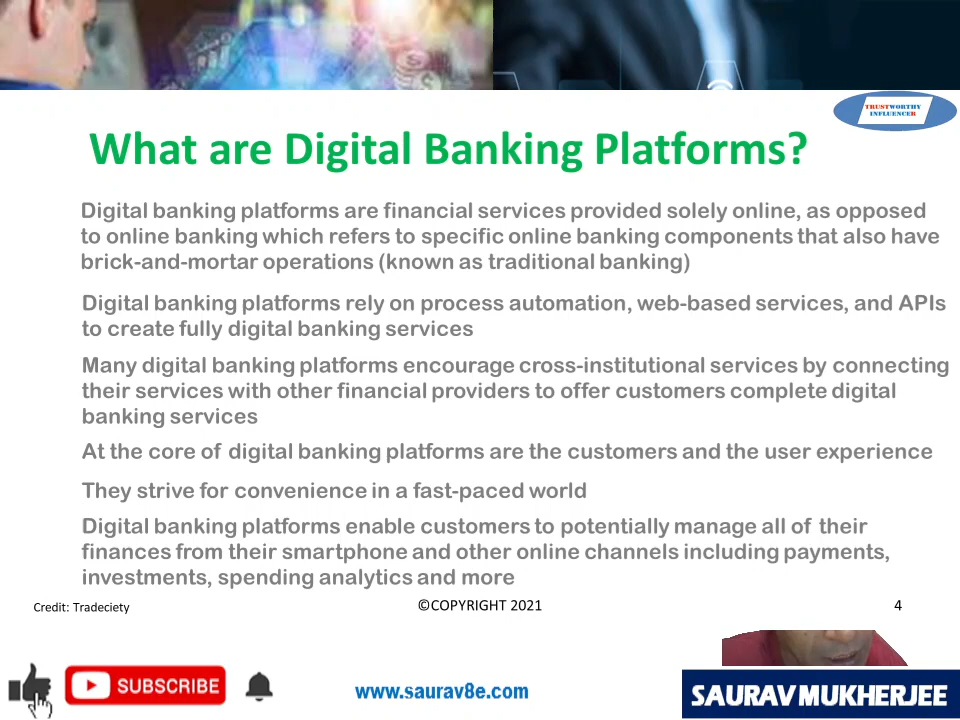 TRUSTWORTHY
INFLUENCER
What are Digital Banking Platforms?
Digital banking platforms are financial services provided solely online, as opposed
to online banking which refers to specific online banking components that also have
brick-and-mortar operations (known as traditional banking)
Digital banking platforms rely on process automation, web-based services, and APIs
to create fully digital banking services
Many digital banking platforms encourage cross-institutional services by connecting
their services with other financial providers to offer customers complete digital
banking services
At the core of digital banking platforms are the customers and the user experience
They strive for convenience in a fast-paced world
Digital banking platforms enable customers to potentially manage all of their
finances from their smartphone and other online channels including payments,
investments, spending analytics and more
Credit: Tradeciety
©COPYRIGHT 2021
4
SUBSCRIBE
www.saurav8e.com
SAURAV MUKHERJEE